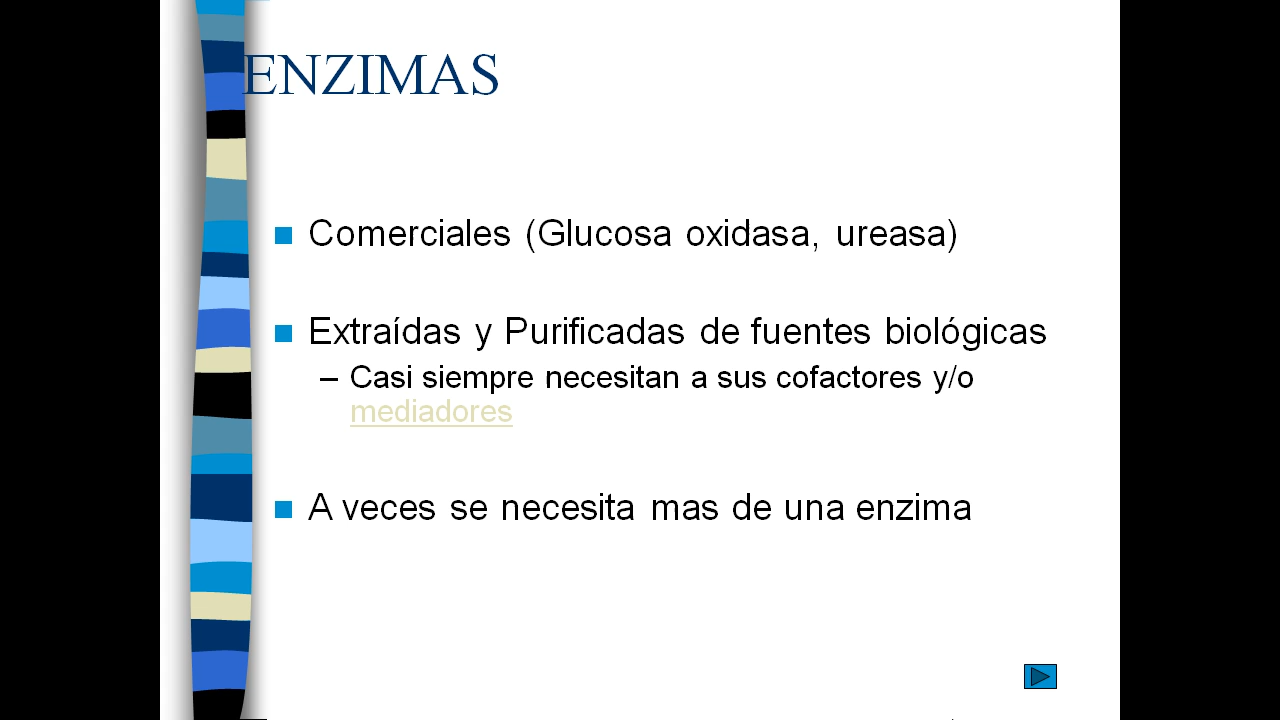 ENZIMAS
Comerciales (Glucosa oxidasa, ureasa)
Extraídas y Purificadas de fuentes biológicas
– Casi siempre necesitan a sus cofactores y/o
mediadores
A veces se necesita mas de una enzima